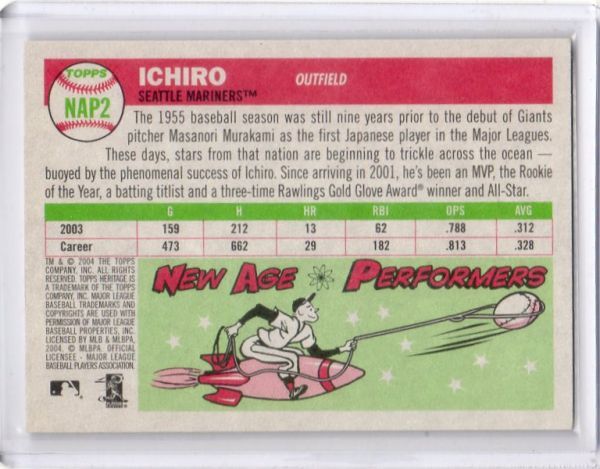 TOPPS
NAP2
ICHIRO
OUTFIELD
SEATTLE MARINERS™
The 1955 baseball season was still nine years prior to the debut of Giants
pitcher Masanori Murakami as the first Japanese player in the Major Leagues.
These days, stars from that nation are beginning to trickle across the ocean —
buoyed by the phenomenal success of Ichiro. Since arriving in 2001, he's been an MVP, the Rookie
of the Year, a batting titlist and a three-time Rawlings Gold Glove Award® winner and All-Star.
G HR H RBI OPS AVG
2003 159 212 13 62 .788 .312
Career 473 662 29 182 .813 .328
TM & © 2004 THE TOPPS
COMPANY, INC. ALL RIGHTS
RESERVED. TOPPS HERITAGE IS
A TRADEMARK OF THE TOPPS
COMPANY, INC. MAJOR LEAGUE
BASEBALL TRADEMARKS AND
COPYRIGHTS ARE USED WITH
PERMISSION OF MAJOR LEAGUE
BASEBALL PROPERTIES, INC.
LICENSED BY MLB & MLBPA,
2004. © MLBPA. OFFICIAL
LICENSEE - MAJOR LEAGUE
BASEBALL PLAYERS ASSOCIATION.
NEW AGE PERFORMERS